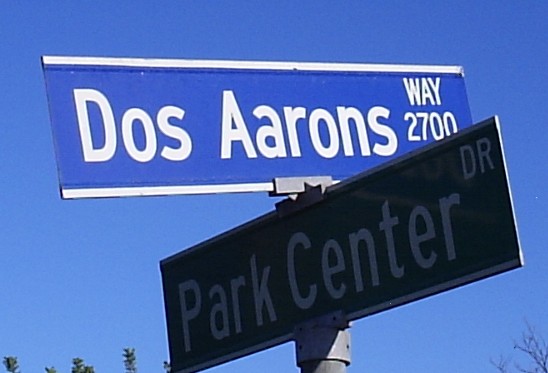 Dos Aarons WAY
2700
Park Center DR